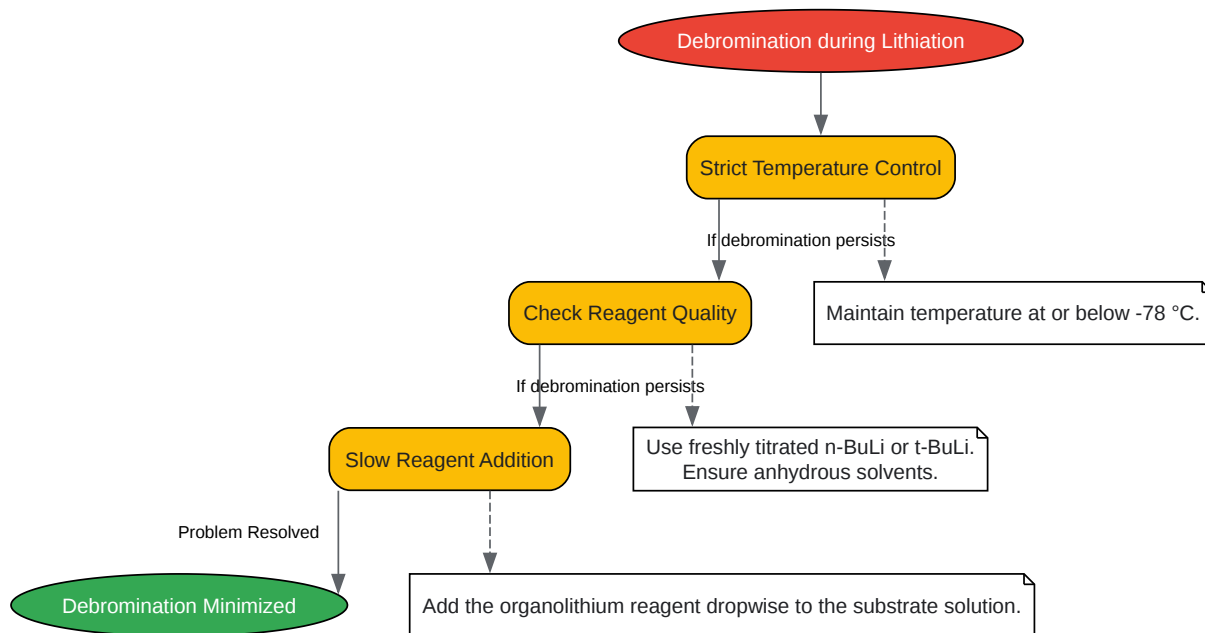 Debromination during Lithiation
Strict Temperature Control
If debromination persists
Check Reagent Quality
Maintain temperature at or below -78 °C.
If debromination persists
Slow Reagent Addition
Use freshly titrated n-BuLi or t-BuLi.
Ensure anhydrous solvents.
Problem Resolved
Debromination Minimized
Add the organolithium reagent dropwise to the substrate solution.